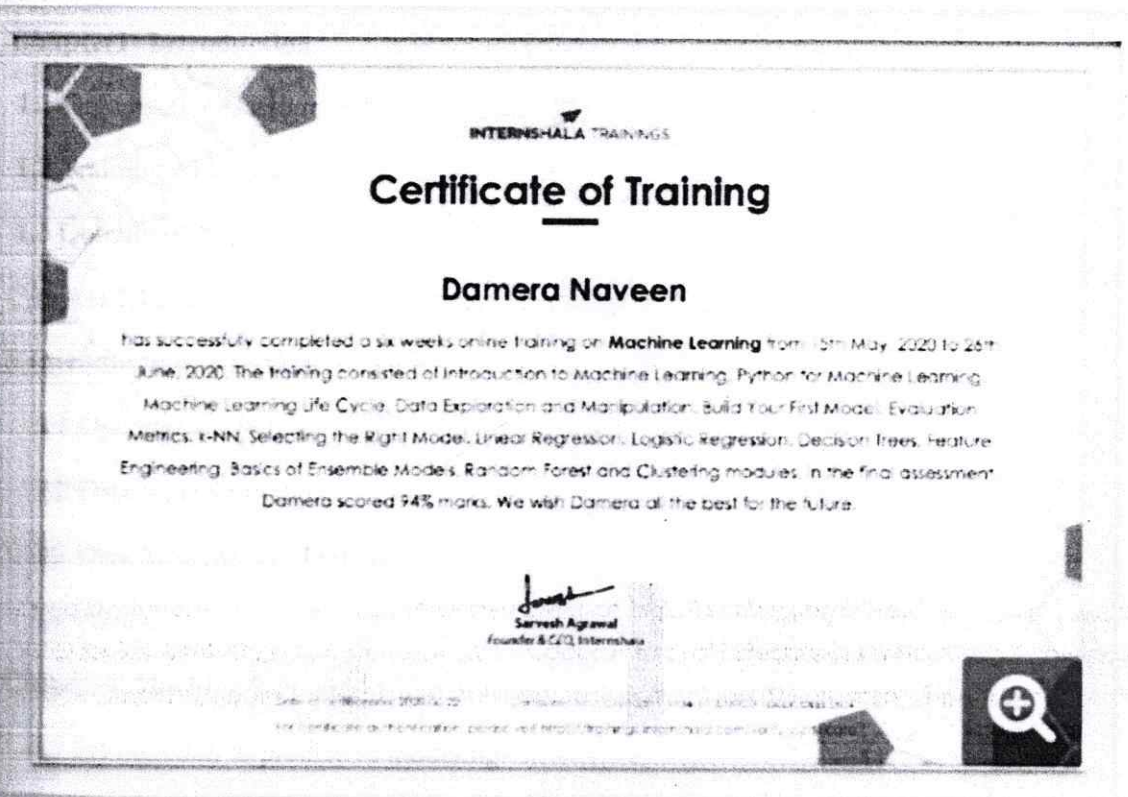 INTERNSHALA TRAININGS
Certificate of Training
Damera Naveen
has successfully completed a six weeks online training on Machine Learning from 15th May, 2020 to 26th
June, 2020. The training consisted of Introduction to Machine Learning, Python for Machine Learning,
Machine Learning Life Cycle, Data Exploration and Manipulation, Build Your First Model, Evaluation
Metrics, k-NN, Selecting the Right Model, Linear Regression, Logistic Regression, Decision Trees, Feature
Engineering, Basics of Ensemble Models, Random Forest and Clustering modules. In the final assessment
Damera scored 94% marks. We wish Damera all the best for the future.
Sarvesh Agrawal
Founder & CEO, Internshala
For certificate authentication, please visit